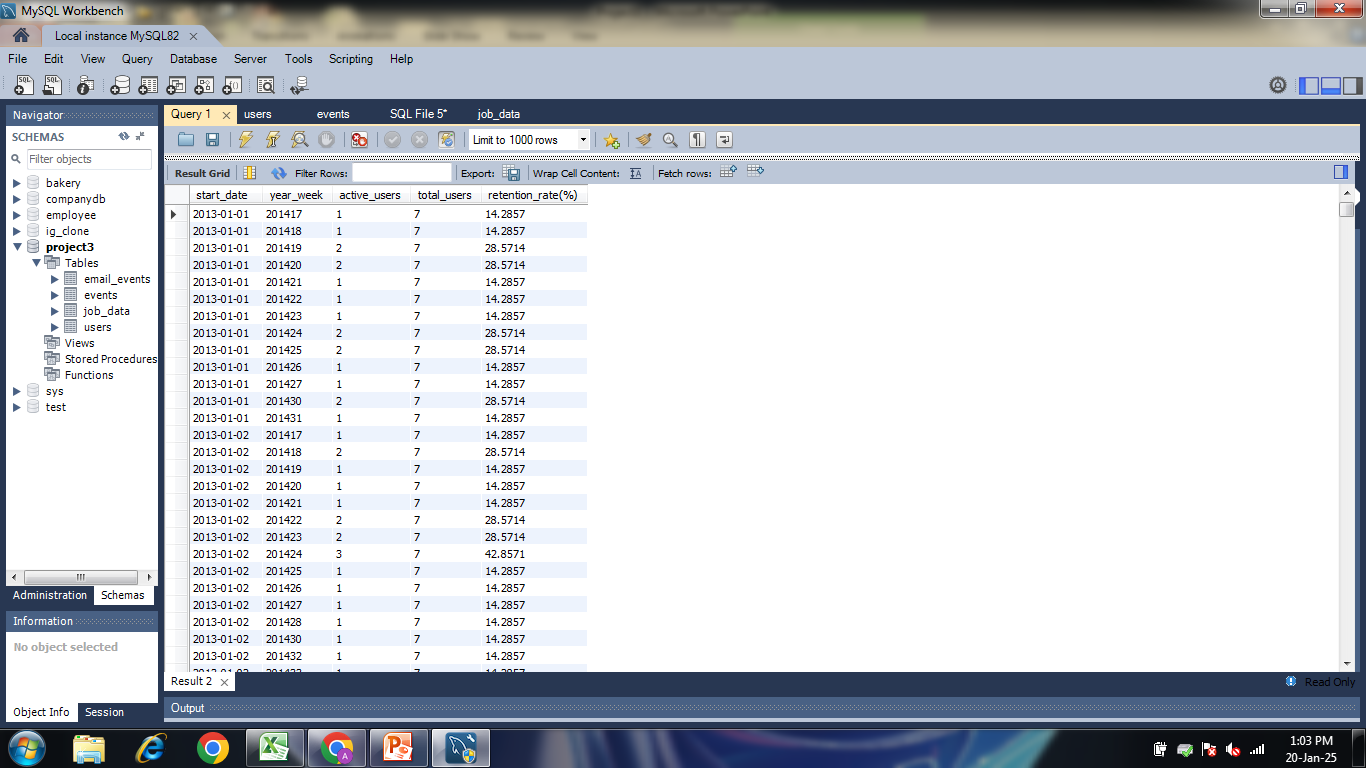 MySQL Workbench
Local instance MySQL82
File Edit View Query Database Server Tools Scripting Help
Navigator
SCHEMAS
Filter objects
bakery
companydb
employee
ig_clone
project3
Tables
email_events
events
job_data
users
Views
Stored Procedures
Functions
sys
test
Administration Schemas
Information
No object selected
Object Info Session
Query 1 users events SQL File 5* job_data
Limit to 1000 rows
Result Grid Filter Rows: Export: Wrap Cell Content: Fetch rows:
start_date year_week active_users total_users retention_rate(%)
2013-01-01 201417 1 7 14.2857
2013-01-01 201418 1 7 14.2857
2013-01-01 201419 2 7 28.5714
2013-01-01 201420 2 7 28.5714
2013-01-01 201421 1 7 14.2857
2013-01-01 201422 1 7 14.2857
2013-01-01 201423 1 7 14.2857
2013-01-01 201424 2 7 28.5714
2013-01-01 201425 2 7 28.5714
2013-01-01 201426 1 7 14.2857
2013-01-01 201427 1 7 14.2857
2013-01-01 201430 2 7 28.5714
2013-01-01 201431 1 7 14.2857
2013-01-02 201417 1 7 14.2857
2013-01-02 201418 2 7 28.5714
2013-01-02 201419 1 7 14.2857
2013-01-02 201420 1 7 14.2857
2013-01-02 201421 1 7 14.2857
2013-01-02 201422 2 7 28.5714
2013-01-02 201423 2 7 28.5714
2013-01-02 201424 3 7 42.8571
2013-01-02 201425 1 7 14.2857
2013-01-02 201426 1 7 14.2857
2013-01-02 201427 1 7 14.2857
2013-01-02 201428 1 7 14.2857
2013-01-02 201430 1 7 14.2857
2013-01-02 201432 1 7 14.2857
Result 2
Read Only
Output
1:03 PM
20-Jan-25